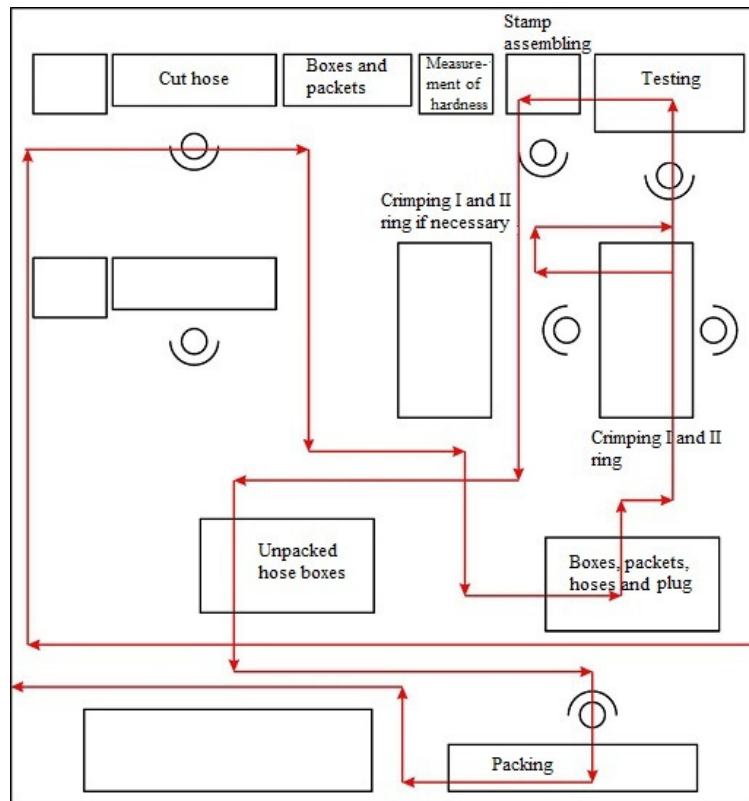 Stamp
assembling
Cut hose
Boxes and
packets
Measure-
ment of
hardness
Testing
Crimping I and II
ring if necessary
Crimping I and II
ring
Unpacked
hose boxes
Boxes, packets,
hoses and plug
Packing